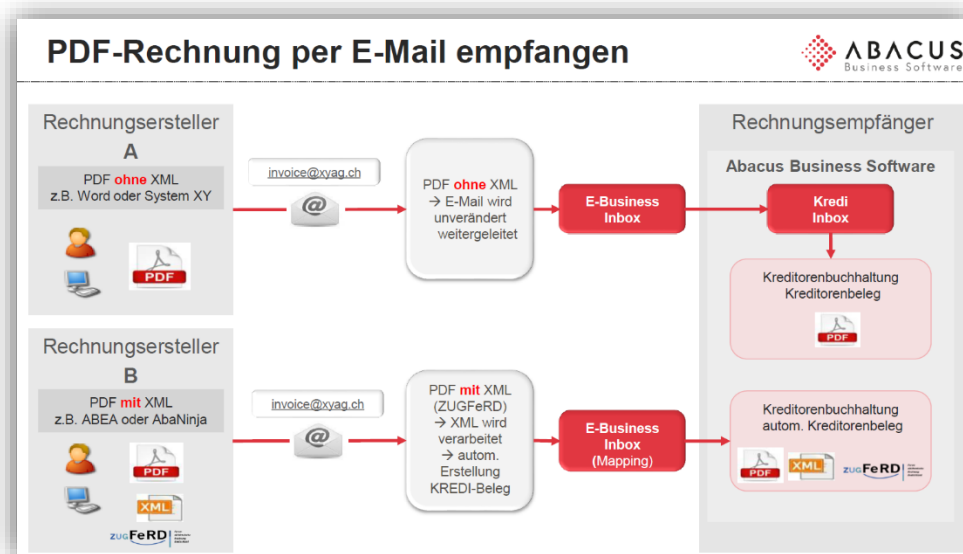 PDF-Rechnung per E-Mail empfangen
ABACUS
Business Software
Rechnungsersteller
A
PDF ohne XML
z.B. Word oder System XY
PDF
invoice@xyag.ch
@
PDF ohne XML
→ E-Mail wird
unverändert
weitergeleitet
E-Business
Inbox
Rechnungsempfänger
Abacus Business Software
Kredi
Inbox
Kreditorenbuchhaltung
Kreditorenbeleg
PDF
Rechnungsersteller
B
PDF mit XML
z.B. ABEA oder AbaNinja
PDF
XML
ZUGFeRD
invoice@xyag.ch
@
PDF mit XML
(ZUGFeRD)
→ XML wird
verarbeitet
→ autom.
Erstellung
KREDI-Beleg
E-Business
Inbox
(Mapping)
Kreditorenbuchhaltung
autom. Kreditorenbeleg
PDF
XML
ZUGFeRD